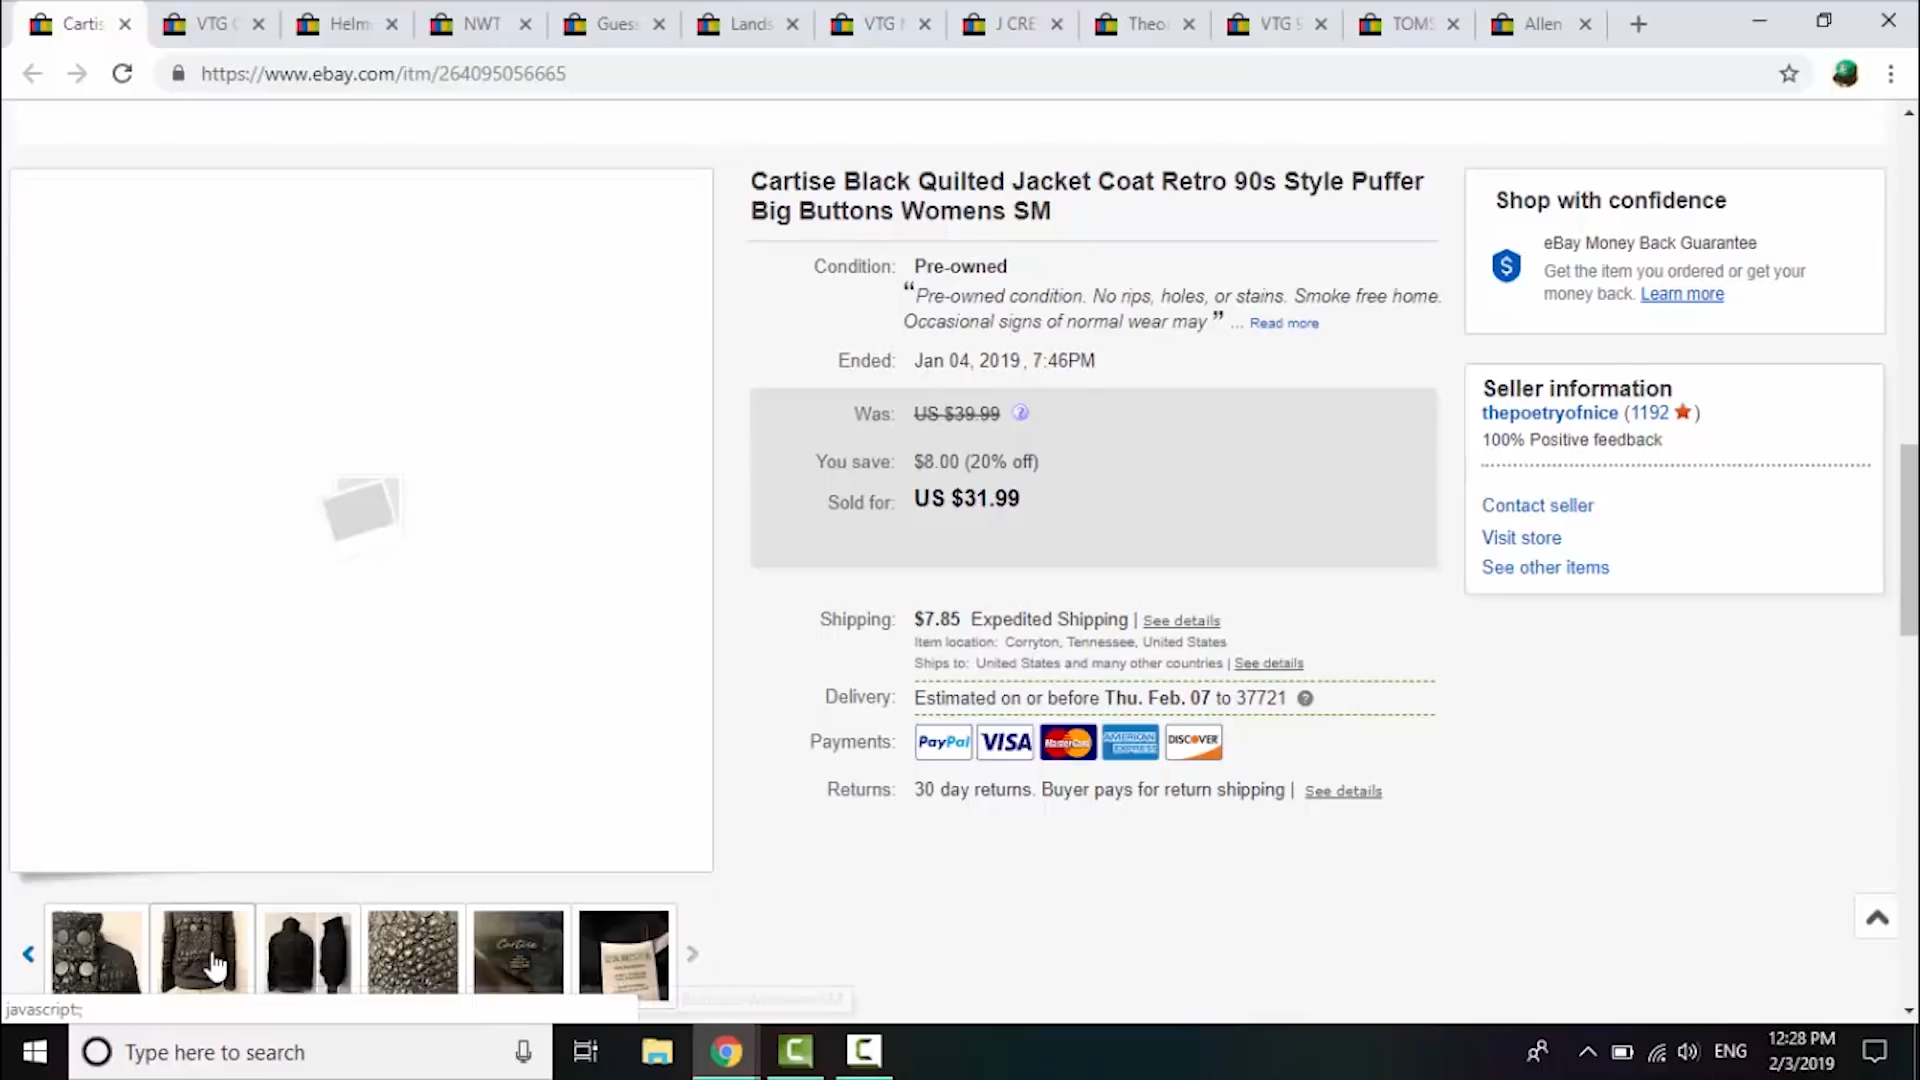 Cartis
VTG
Helm
NWT
Guess
Lands
VTG
J CRE
Theo
VTG
TOMS
Allen
https://www.ebay.com/itm/264095056665
Cartise Black Quilted Jacket Coat Retro 90s Style Puffer
Big Buttons Womens SM
Condition: Pre-owned
“Pre-owned condition. No rips, holes, or stains. Smoke free home.
Occasional signs of normal wear may ” ... Read more
Ended: Jan 04, 2019 , 7:46PM
Was: US $39.99
You save: $8.00 (20% off)
Sold for: US $31.99
Shipping: $7.85 Expedited Shipping | See details
Item location: Corryton, Tennessee, United States
Ships to: United States and many other countries | See details
Delivery: Estimated on or before Thu. Feb. 07 to 37721
Payments: PayPal VISA MasterCard AMERICAN EXPRESS DISCOVER
Returns: 30 day returns. Buyer pays for return shipping | See details
Shop with confidence
eBay Money Back Guarantee
Get the item you ordered or get your
money back. Learn more
Seller information
thepoetryofnice (1192 )
100% Positive feedback
Contact seller
Visit store
See other items
Cartise
javascript:;
Type here to search
ENG
12:28 PM
2/3/2019